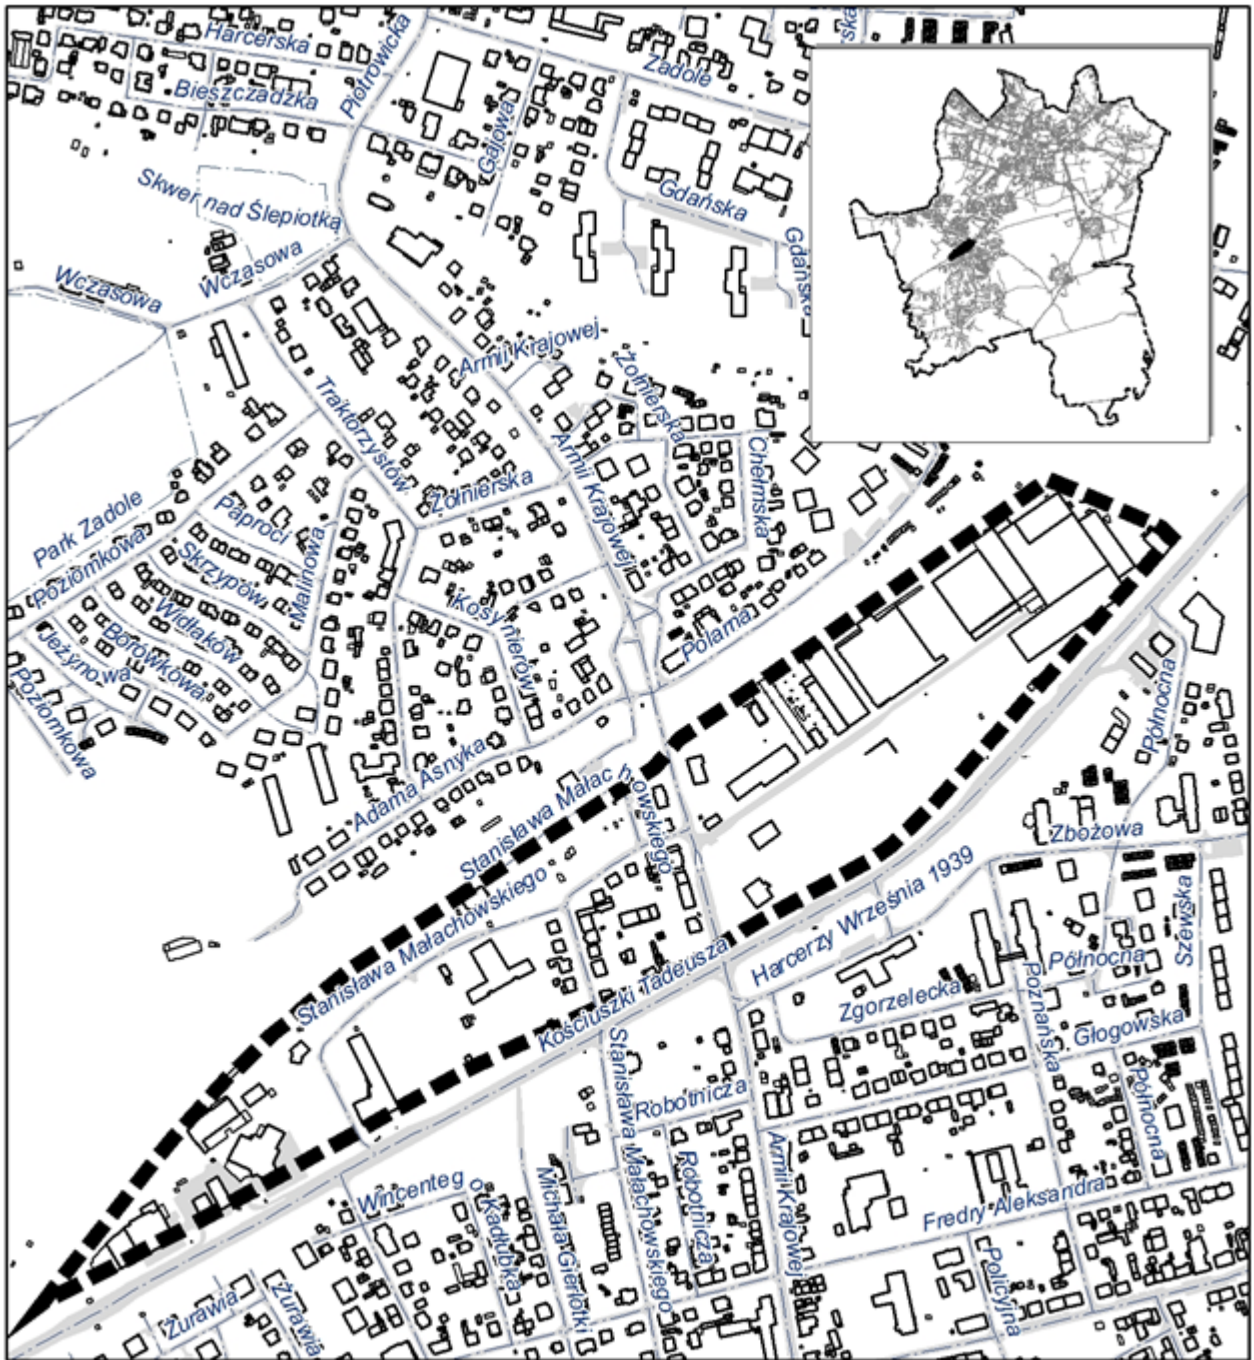 Harcerska
Piotrowicka
ska
Zadole
Bieszczadzka
Gajowa
Skwer nad Ślepiotką
Gdańska
Gdańska
Wczasowa
Wczasowa
Armii Krajowej
Żołnierska
Traktorzystów
Armii Krajowej
Chełmska
Żołnierska
Park Zadole
Paproci
Poziomkowa
Skrzypów
Malinowa
Widłaków
Kosynierów
Borówkowa
Jeżynowa
Połama
Poziomkowa
Północna
Adama Asnyka
Stanisława Małachowskiego
Zbożowa
Stanisława Małachowskiego
Harcerzy Września 1939
Szewska
Kościuszki Tadeusza
Północna
Zgorzelecka
Poznańska
Głogowska
Stanisława Małachowskiego
Robotnicza
Północna
Armii Krajowej
Robotnicza
Wincentego Kadłubka
Michała Gierlotki
Fredry Aleksandra
Policyjna
Żurawia
Żurawia